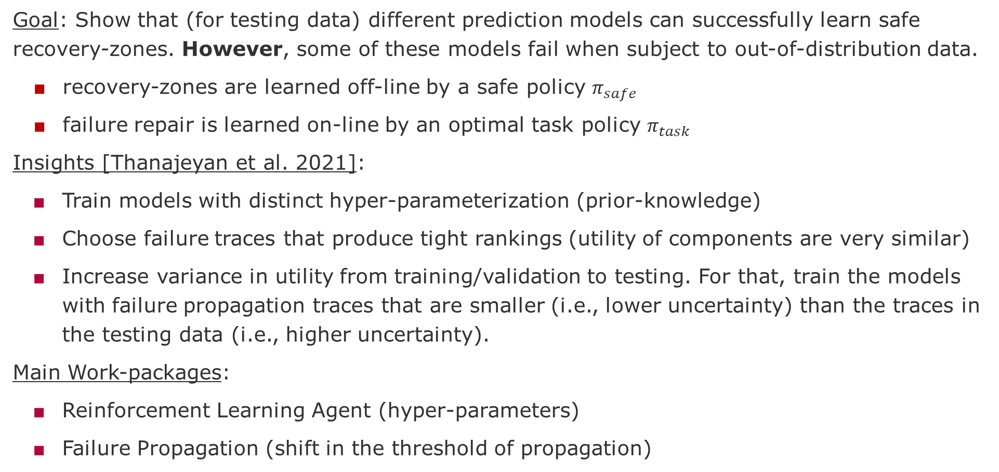 Goal: Show that (for testing data) different prediction models can successfully learn safe
recovery-zones. However, some of these models fail when subject to out-of-distribution data.
■ recovery-zones are learned off-line by a safe policy π_safe
■ failure repair is learned on-line by an optimal task policy π_task
Insights [Thanajeyan et al. 2021]:
■ Train models with distinct hyper-parameterization (prior-knowledge)
■ Choose failure traces that produce tight rankings (utility of components are very similar)
■ Increase variance in utility from training/validation to testing. For that, train the models
with failure propagation traces that are smaller (i.e., lower uncertainty) than the traces in
the testing data (i.e., higher uncertainty).
Main Work-packages:
■ Reinforcement Learning Agent (hyper-parameters)
■ Failure Propagation (shift in the threshold of propagation)